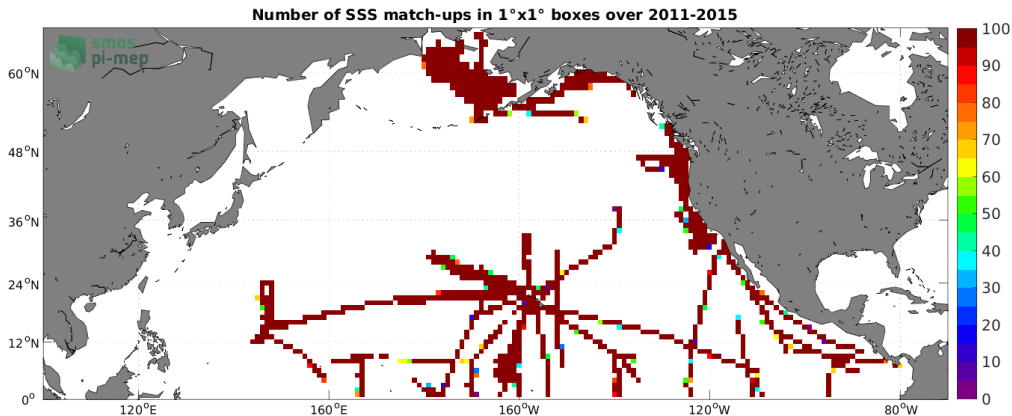 Number of SSS match-ups in 1°x1° boxes over 2011-2015
smos
pi-mep
60°N
48°N
36°N
24°N
12°N
0°
120°E
160°E
160°W
120°W
80°W
100
90
80
70
60
50
40
30
20
10
0